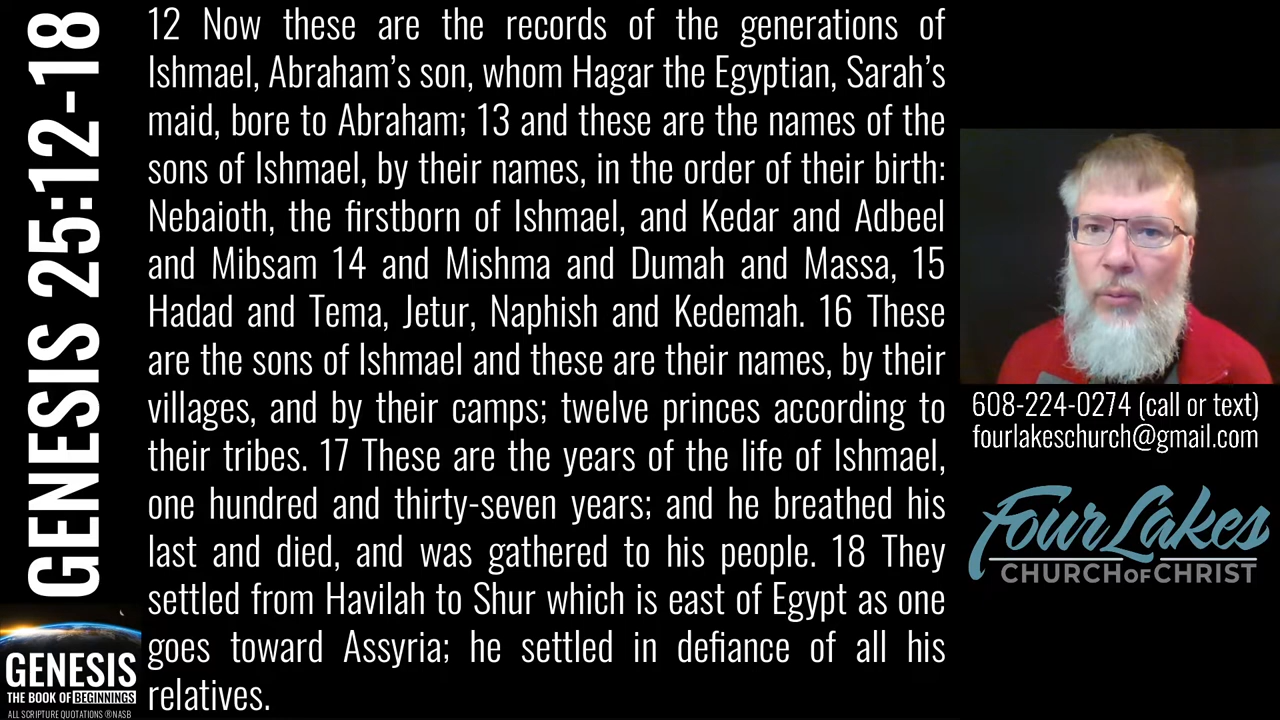 GENESIS 25:12-18
12 Now these are the records of the generations of
Ishmael, Abraham’s son, whom Hagar the Egyptian, Sarah’s
maid, bore to Abraham; 13 and these are the names of the
sons of Ishmael, by their names, in the order of their birth:
Nebaioth, the firstborn of Ishmael, and Kedar and Adbeel
and Mibsam 14 and Mishma and Dumah and Massa, 15
Hadad and Tema, Jetur, Naphish and Kedemah. 16 These
are the sons of Ishmael and these are their names, by their
villages, and by their camps; twelve princes according to
their tribes. 17 These are the years of the life of Ishmael,
one hundred and thirty-seven years; and he breathed his
last and died, and was gathered to his people. 18 They
settled from Havilah to Shur which is east of Egypt as one
goes toward Assyria; he settled in defiance of all his
relatives.
608-224-0274 (call or text)
fourlakeschurch@gmail.com
Four Lakes
CHURCH OF CHRIST
GENESIS
THE BOOK OF BEGINNINGS
ALL SCRIPTURE QUOTATIONS ®NASB